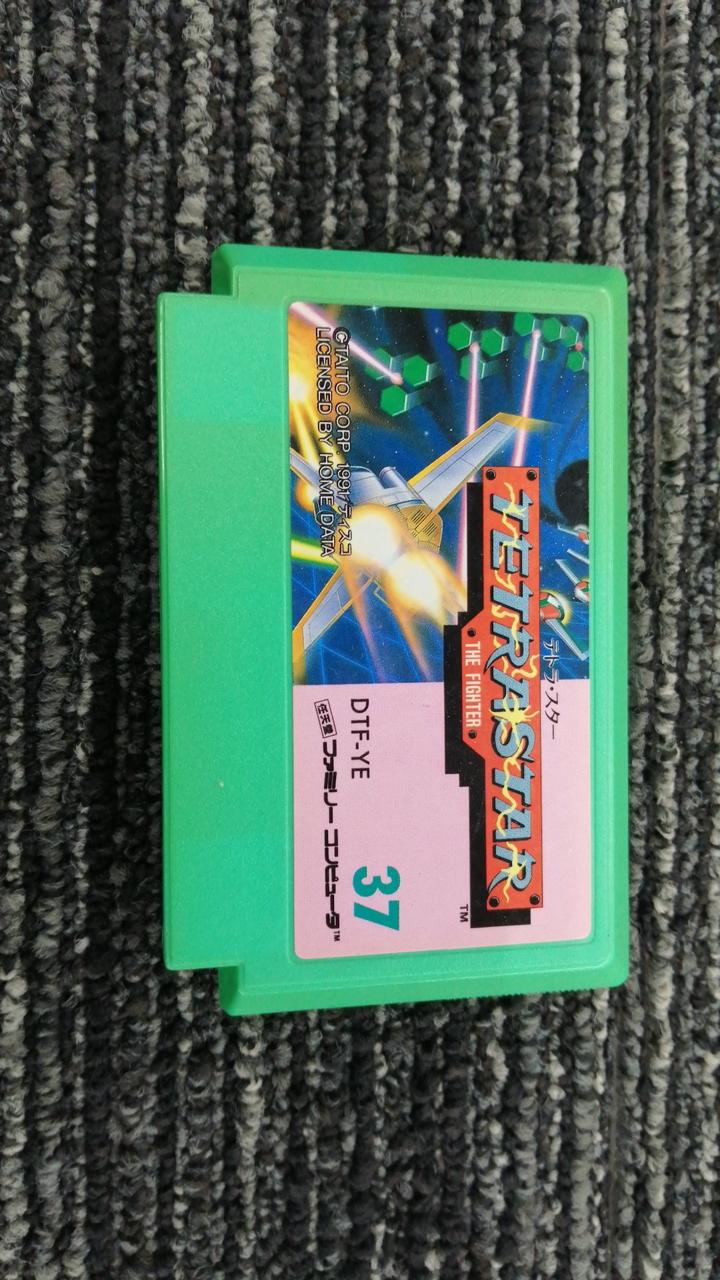 テトラ・スター
TETRASTAR
THE FIGHTER
TM
©TAITO CORP. 1991 ディスコ
LICENSED BY HOME DATA
DTF-YE
37
任天堂 ファミリーコンピュータ™